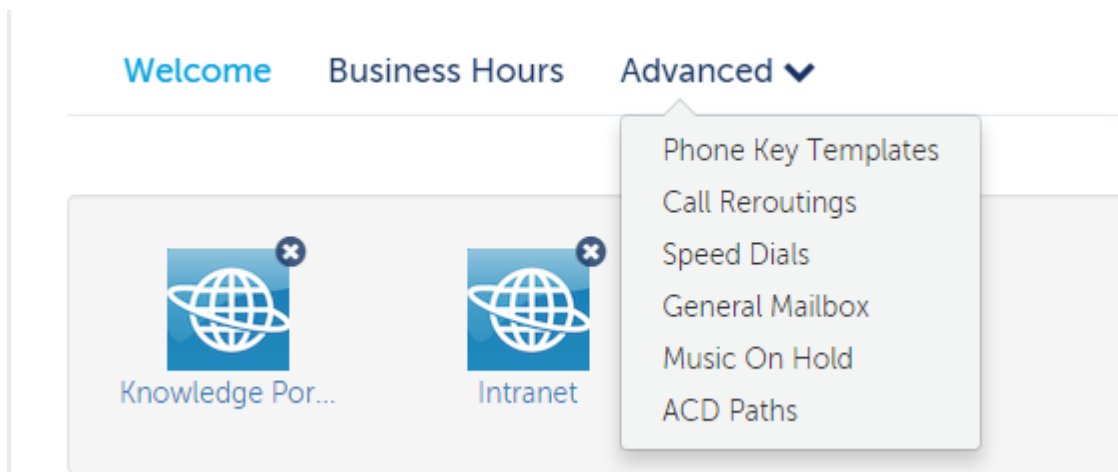 Welcome Business Hours Advanced
Phone Key Templates
Call Reroutings
Speed Dials
General Mailbox
Music On Hold
ACD Paths
Knowledge Por...
Intranet